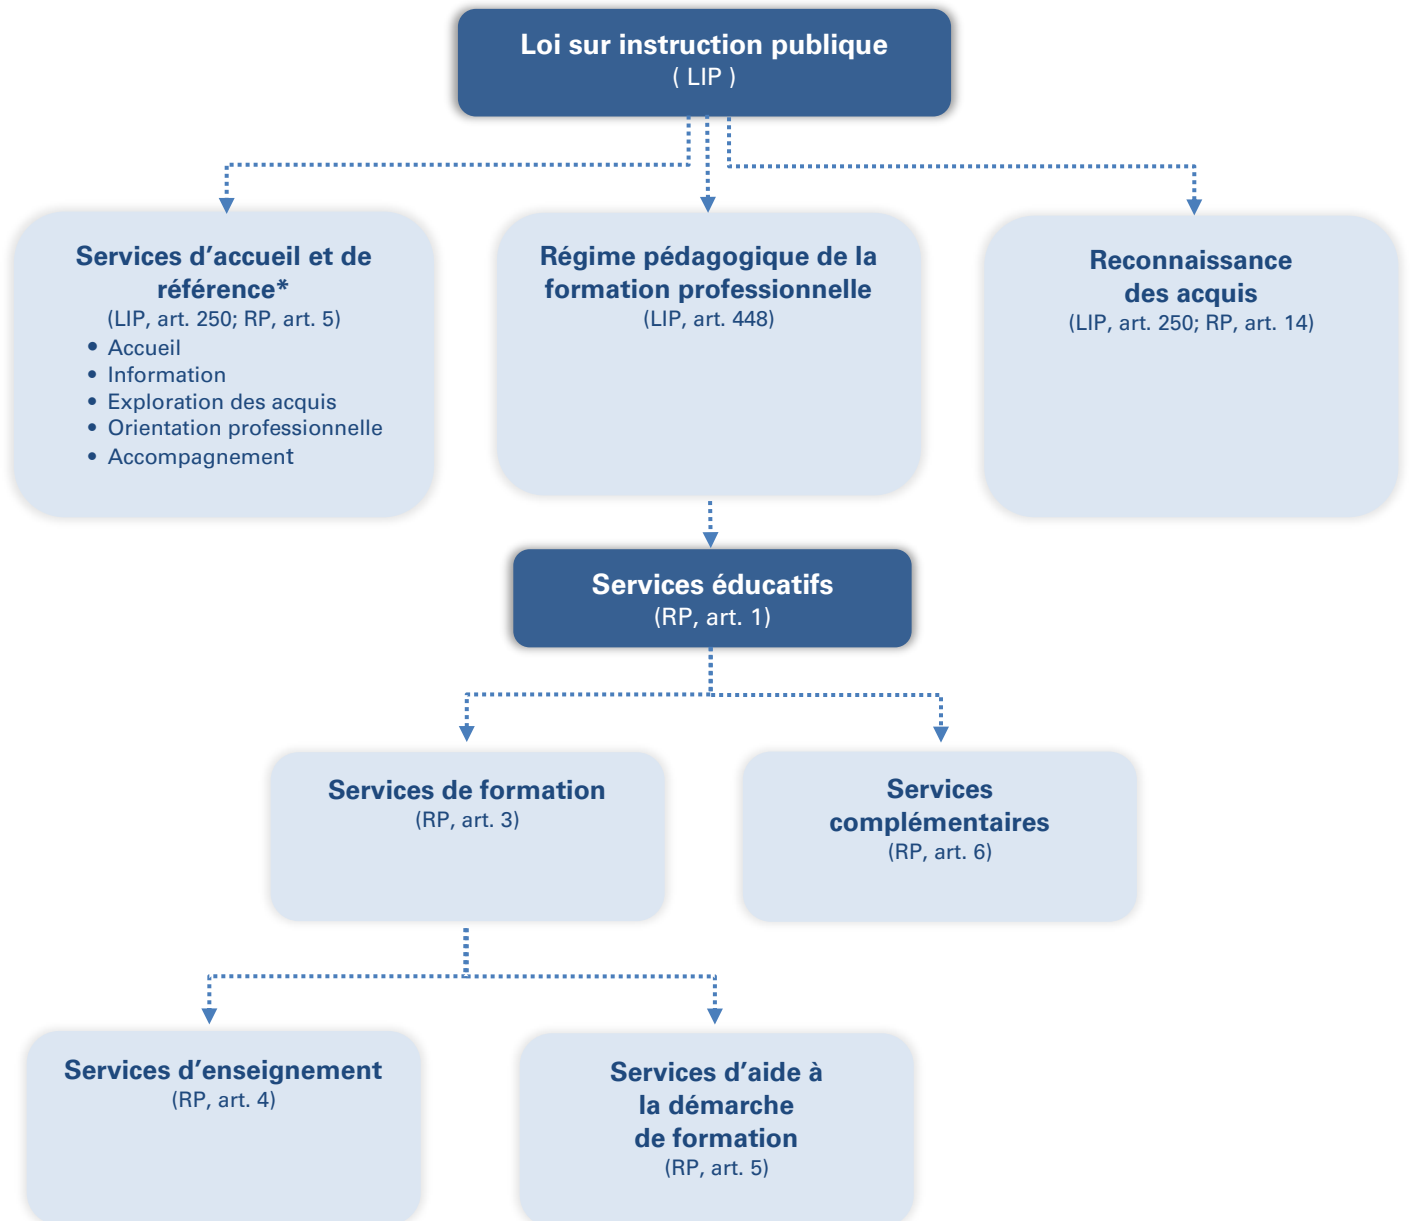 Loi sur instruction publique
( LIP )
Services d’accueil et de
référence*
(LIP, art. 250; RP, art. 5)
• Accueil
• Information
• Exploration des acquis
• Orientation professionnelle
• Accompagnement
Régime pédagogique de la
formation professionnelle
(LIP, art. 448)
Reconnaissance
des acquis
(LIP, art. 250; RP, art. 14)
Services éducatifs
(RP, art. 1)
Services de formation
(RP, art. 3)
Services
complémentaires
(RP, art. 6)
Services d’enseignement
(RP, art. 4)
Services d’aide à
la démarche
de formation
(RP, art. 5)